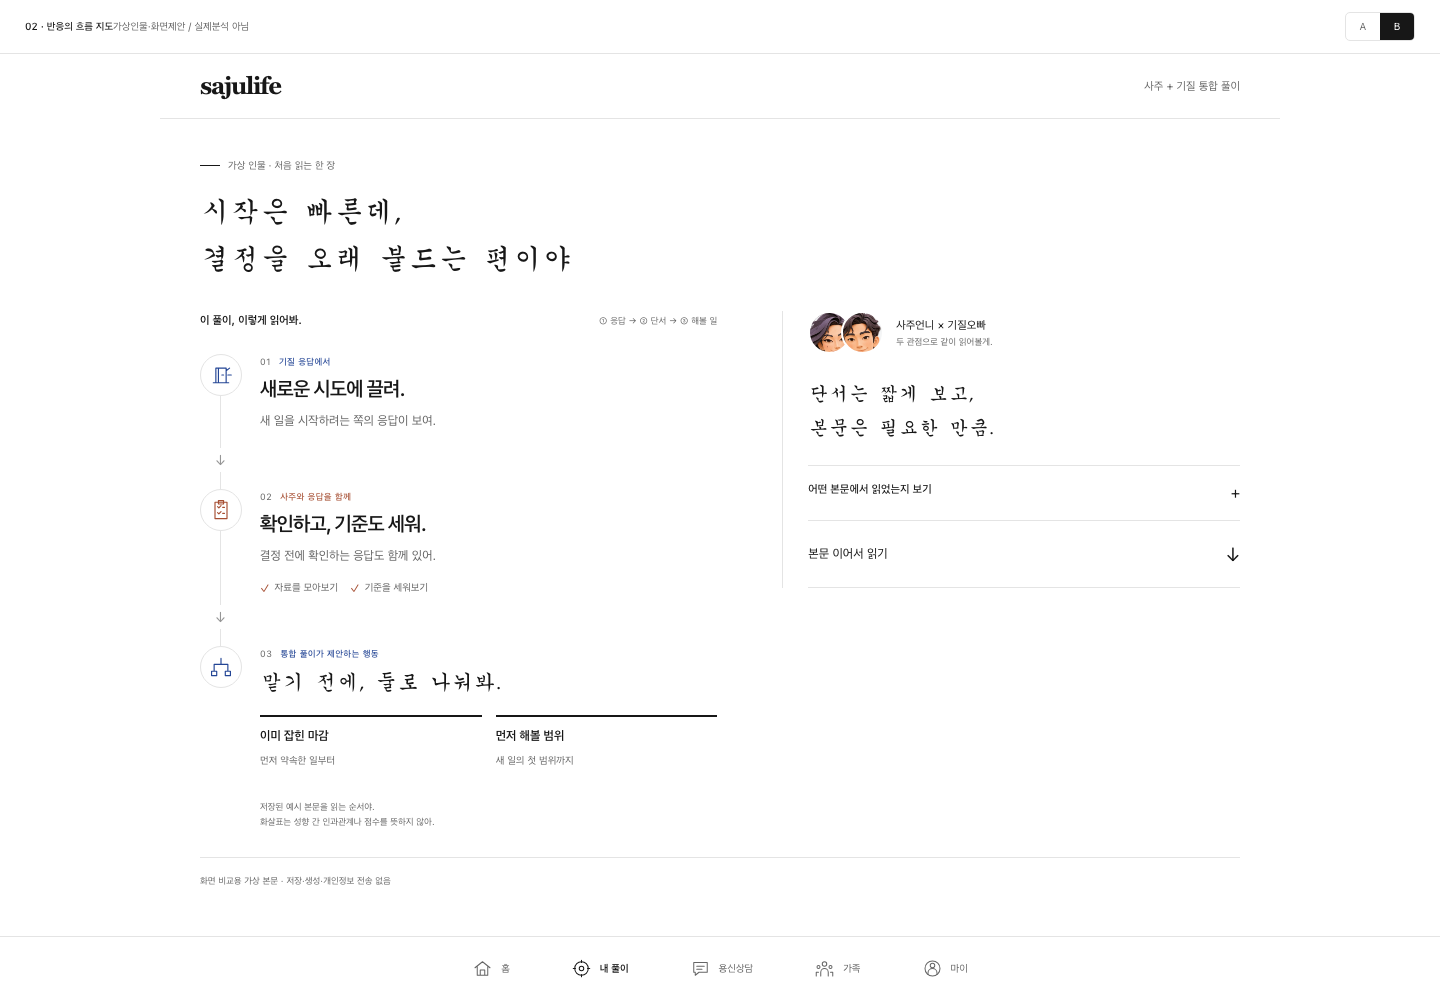 02 · 반응의 흐름 지도가상인물·화면제안 / 실제분석 아님
A
B
sajulife
사주 + 기질 통합 풀이
가상 인물 · 처음 읽는 한 장
시작은 빠른데,
결정을 오래 붙드는 편이야
이 풀이, 이렇게 읽어봐.
① 응답 → ② 단서 → ③ 해볼 일
01 기질 응답에서
새로운 시도에 끌려.
새 일을 시작하려는 쪽의 응답이 보여.
02 사주와 응답을 함께
확인하고, 기준도 세워.
결정 전에 확인하는 응답도 함께 있어.
자료를 모아보기 기준을 세워보기
03 통합 풀이가 제안하는 행동
맡기 전에, 둘로 나눠봐.
이미 잡힌 마감
먼저 약속한 일부터
먼저 해볼 범위
새 일의 첫 범위까지
저장된 예시 본문을 읽는 순서야.
화살표는 성향 간 인과관계나 점수를 뜻하지 않아.
사주언니 × 기질오빠
두 관점으로 같이 읽어볼게.
단서는 짧게 보고,
본문은 필요한 만큼.
어떤 본문에서 읽었는지 보기 +
본문 이어서 읽기 ↓
화면 비교용 가상 본문 · 저장·생성·개인정보 전송 없음
홈
내 풀이
용신상담
가족
마이